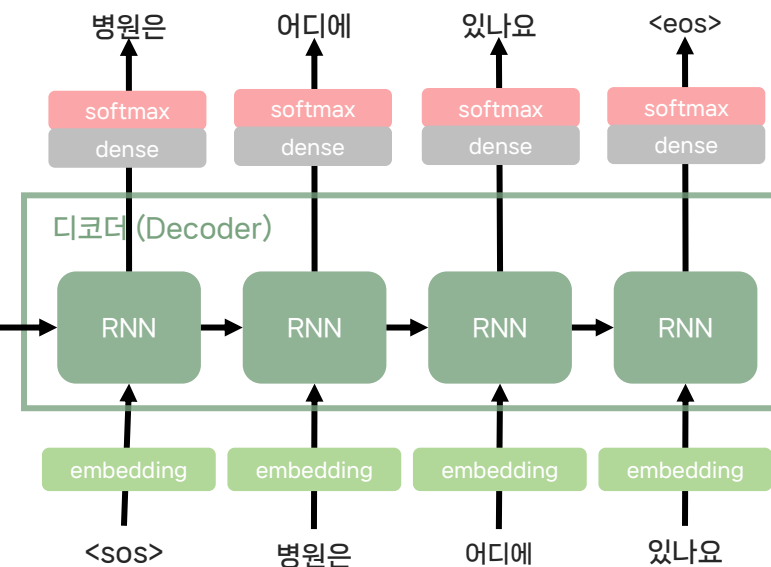 병원은 어디에 있나요 <eos>
softmax softmax softmax softmax
dense dense dense dense
디코더 (Decoder)
RNN RNN RNN RNN
embedding embedding embedding embedding
<sos> 병원은 어디에 있나요